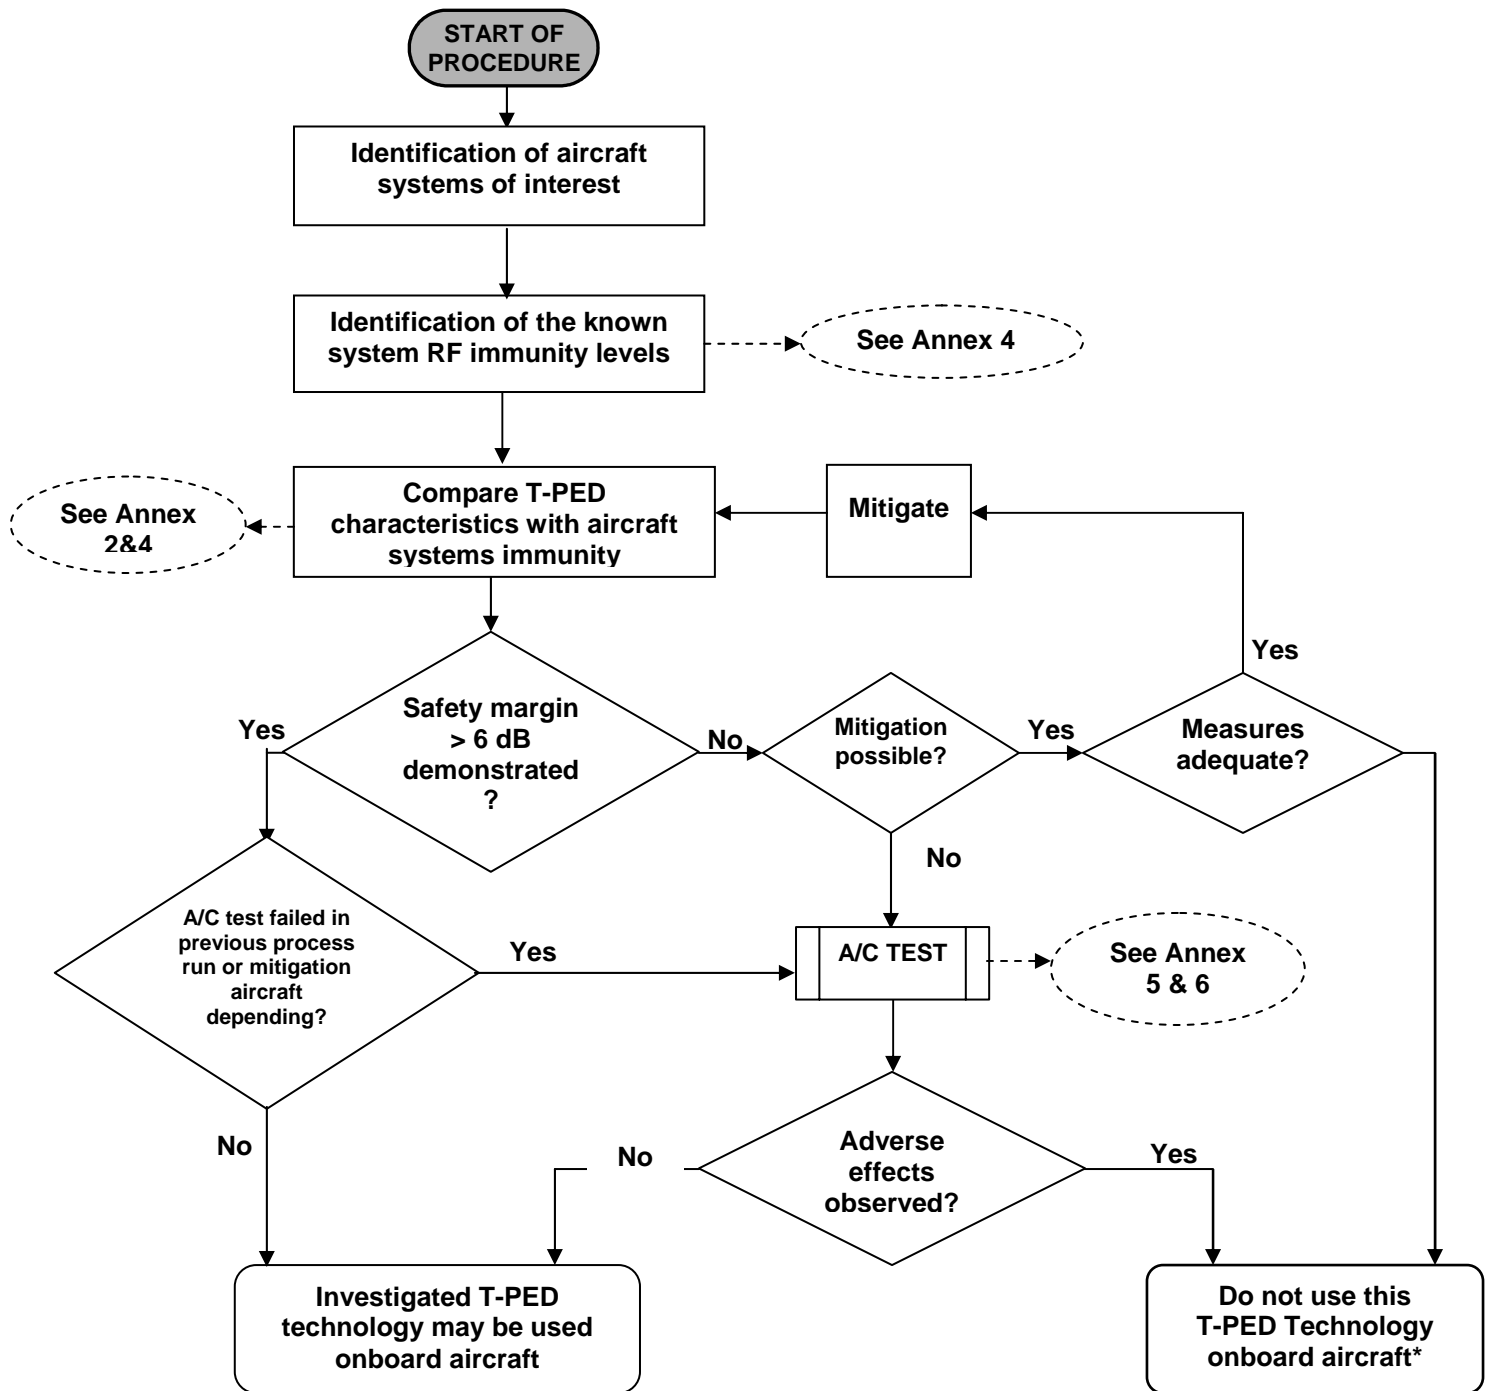 START OF
PROCEDURE
Identification of aircraft
systems of interest
Identification of the known
system RF immunity levels
See Annex 4
See Annex
2&4
Compare T-PED
characteristics with aircraft
systems immunity
Mitigate
Yes
Safety margin
> 6 dB
demonstrated
?
Yes
No
Mitigation
possible?
Yes
Measures
adequate?
No
A/C test failed in
previous process
run or mitigation
aircraft
depending?
Yes
A/C TEST
See Annex
5 & 6
No
No
Adverse
effects
observed?
Yes
Investigated T-PED
technology may be used
onboard aircraft
Do not use this
T-PED Technology
onboard aircraft*